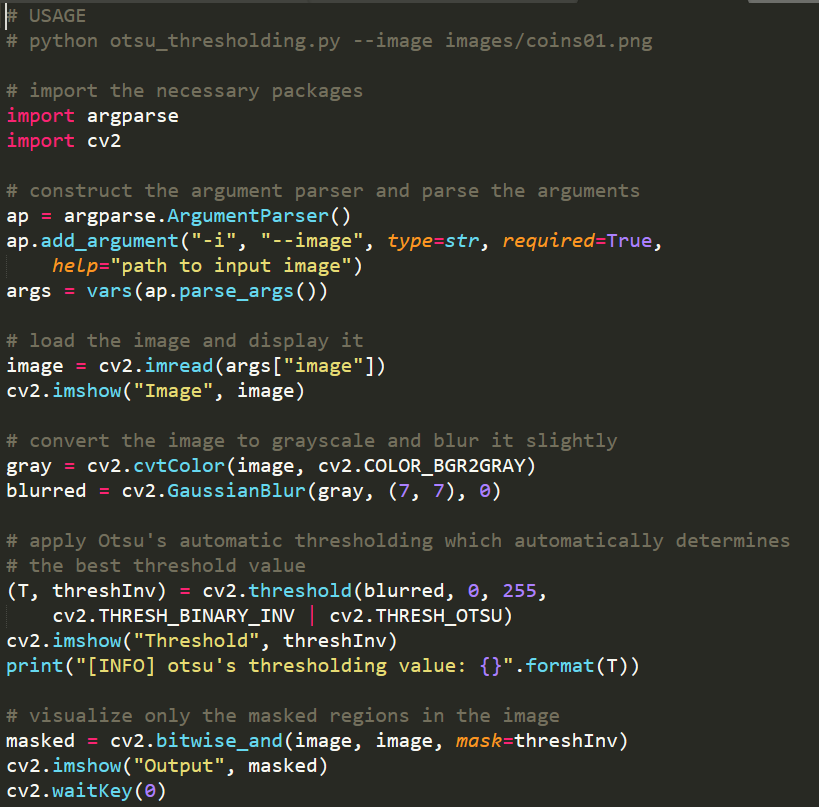 # USAGE
# python otsu_thresholding.py --image images/coins01.png
# import the necessary packages
import argparse
import cv2
# construct the argument parser and parse the arguments
ap = argparse.ArgumentParser()
ap.add_argument("-i", "--image", type=str, required=True,
    help="path to input image")
args = vars(ap.parse_args())
# load the image and display it
image = cv2.imread(args["image"])
cv2.imshow("Image", image)
# convert the image to grayscale and blur it slightly
gray = cv2.cvtColor(image, cv2.COLOR_BGR2GRAY)
blurred = cv2.GaussianBlur(gray, (7, 7), 0)
# apply Otsu's automatic thresholding which automatically determines
# the best threshold value
(T, threshInv) = cv2.threshold(blurred, 0, 255,
    cv2.THRESH_BINARY_INV | cv2.THRESH_OTSU)
cv2.imshow("Threshold", threshInv)
print("[INFO] otsu's thresholding value: {}".format(T))
# visualize only the masked regions in the image
masked = cv2.bitwise_and(image, image, mask=threshInv)
cv2.imshow("Output", masked)
cv2.waitKey(0)